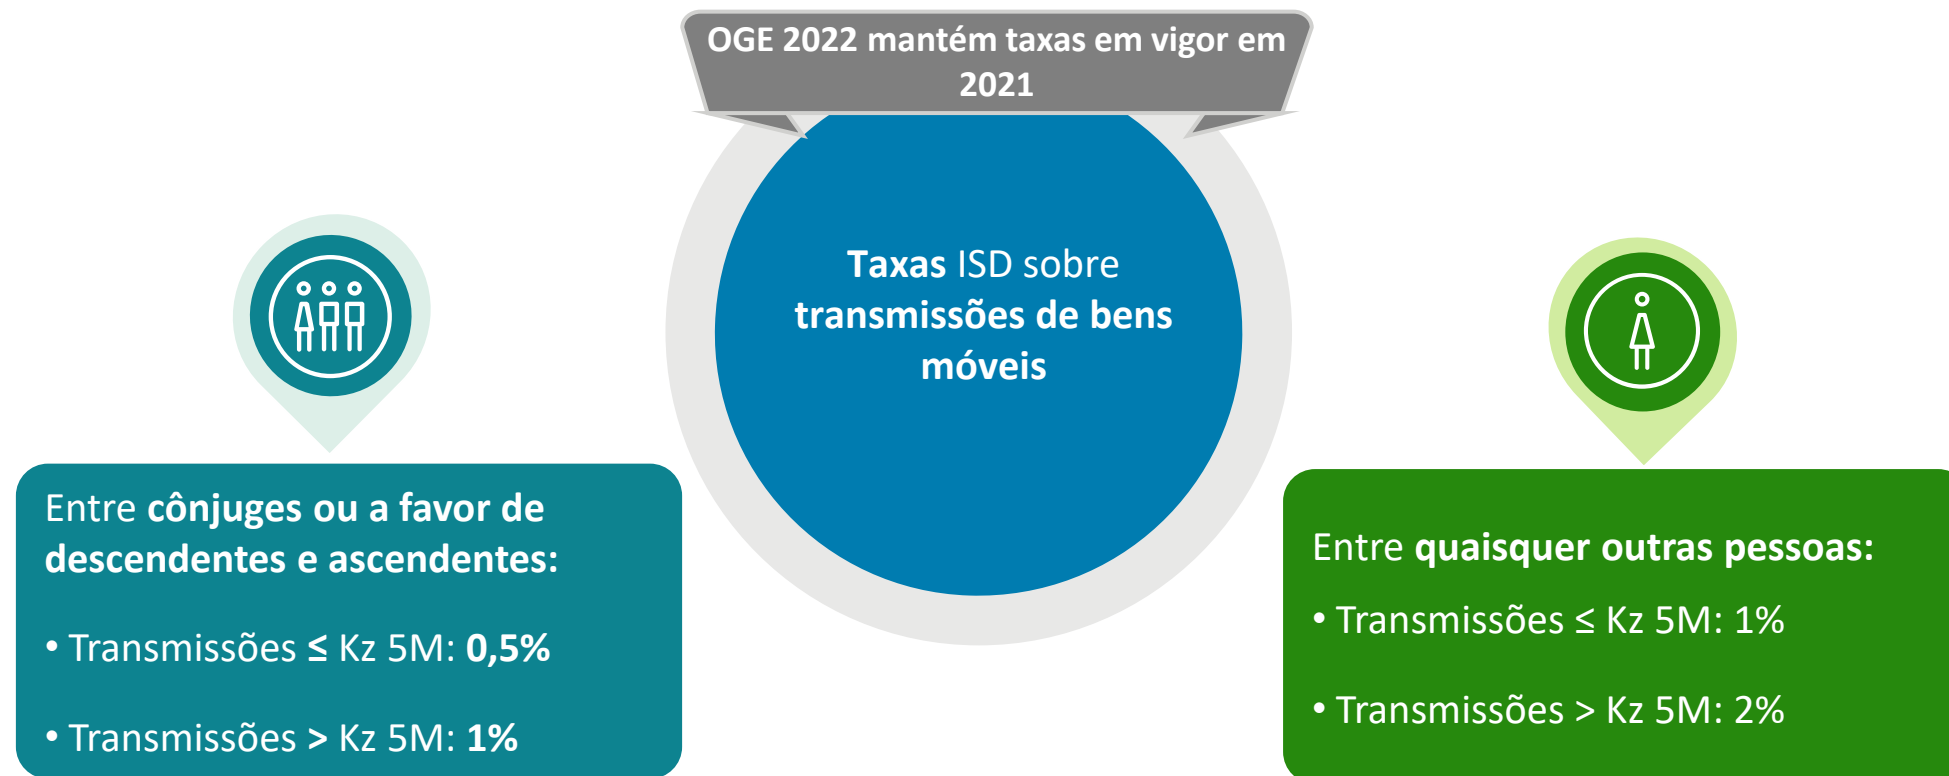 OGE 2022 mantém taxas em vigor em
2021
Taxas ISD sobre
transmissões de bens
móveis
Entre cônjuges ou a favor de
descendentes e ascendentes:
• Transmissões ≤ Kz 5M: 0,5%
• Transmissões > Kz 5M: 1%
Entre quaisquer outras pessoas:
• Transmissões ≤ Kz 5M: 1%
• Transmissões > Kz 5M: 2%